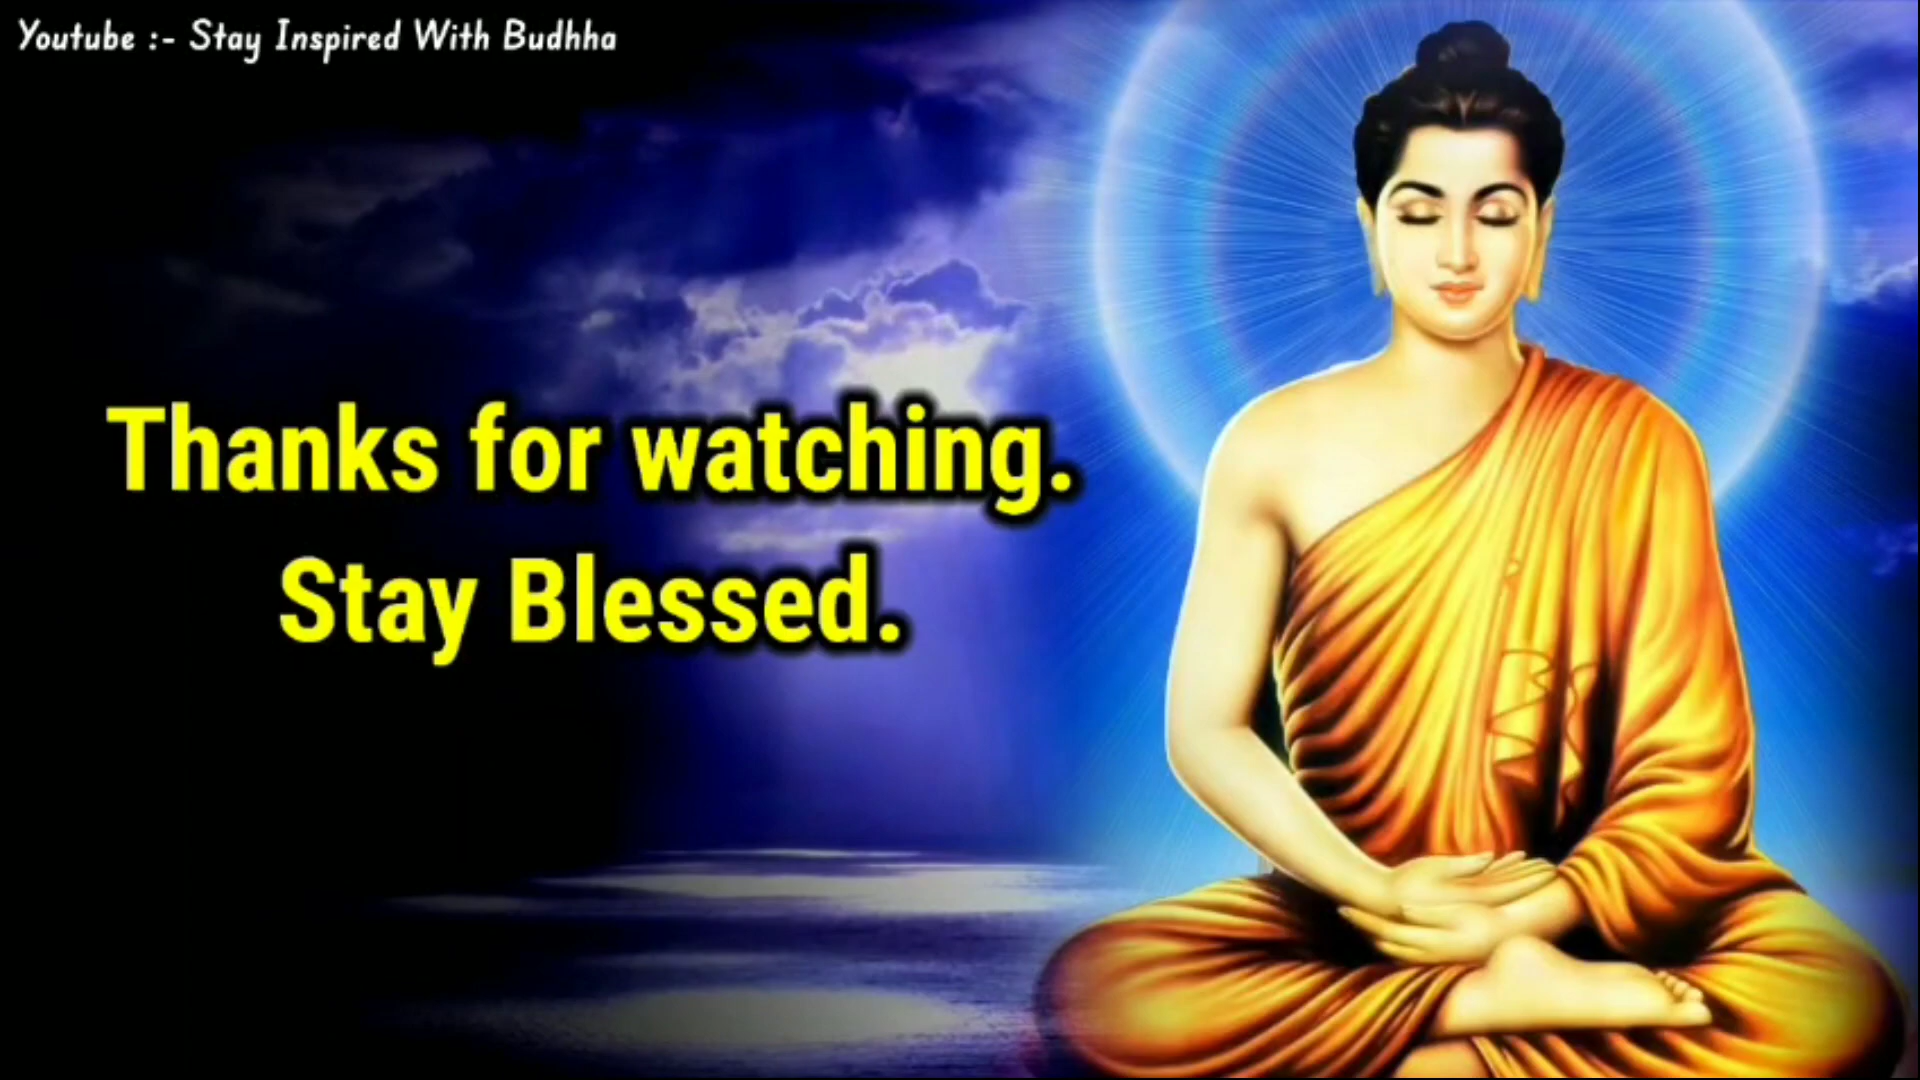 Youtube :- Stay Inspired With Budhha
Thanks for watching.
Stay Blessed.